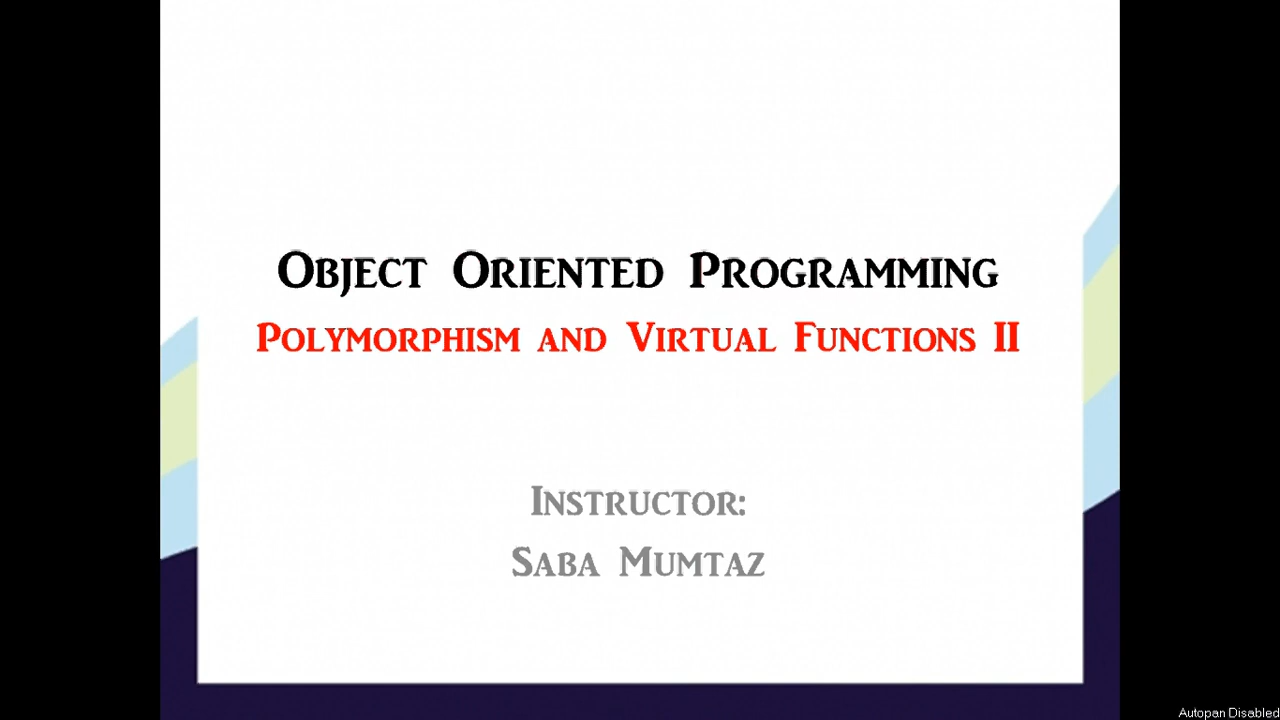 Object Oriented Programming
Polymorphism and Virtual Functions II
Instructor:
Saba Mumtaz
Autopan Disabled